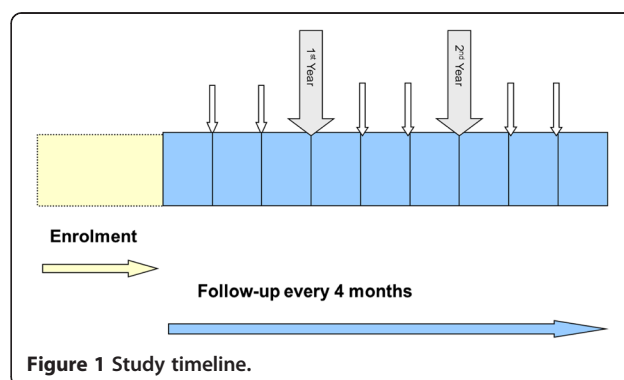 1st Year
2nd Year
Enrolment
Follow-up every 4 months
Figure 1 Study timeline.